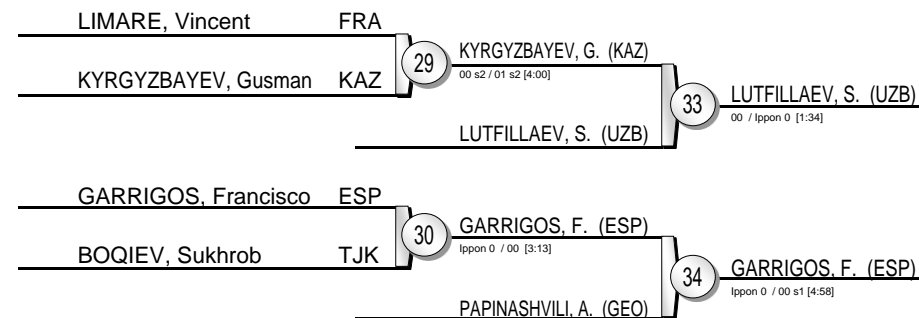 LIMARE, Vincent FRA
KYRGYZBAYEV, Gusman KAZ
29
KYRGYZBAYEV, G. (KAZ)
00 s2 / 01 s2 [4:00]
LUTFILLAEV, S. (UZB)
33
LUTFILLAEV, S. (UZB)
00 / Ippon 0 [1:34]
GARRIGOS, Francisco ESP
BOQIEV, Sukhrob TJK
30
GARRIGOS, F. (ESP)
Ippon 0 / 00 [3:13]
PAPINASHVILI, A. (GEO)
34
GARRIGOS, F. (ESP)
Ippon 0 / 00 s1 [4:58]